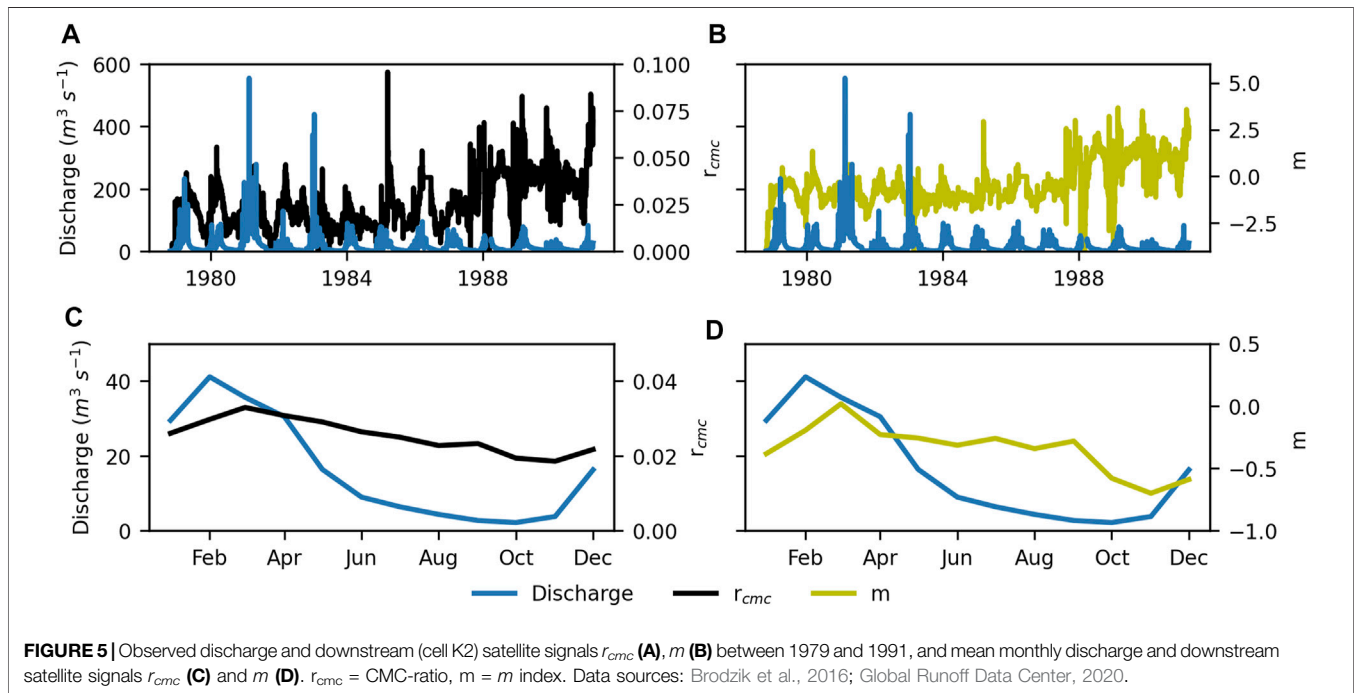 A
B
600
400
200
0
Discharge (m³ s⁻¹)
0.100
0.075
0.050
0.025
0.000
r_cmc
1980
1984
1988
5.0
2.5
0.0
−2.5
m
1980
1984
1988
C
D
40
20
0
Discharge (m³ s⁻¹)
0.04
0.02
0.00
r_cmc
Feb
Apr
Jun
Aug
Oct
Dec
0.5
0.0
−0.5
−1.0
m
Feb
Apr
Jun
Aug
Oct
Dec
Discharge
r_cmc
m
FIGURE 5 | Observed discharge and downstream (cell K2) satellite signals r_cmc (A), m (B) between 1979 and 1991, and mean monthly discharge and downstream
satellite signals r_cmc (C) and m (D). r_cmc = CMC-ratio, m = m index. Data sources: Brodzik et al., 2016; Global Runoff Data Center, 2020.